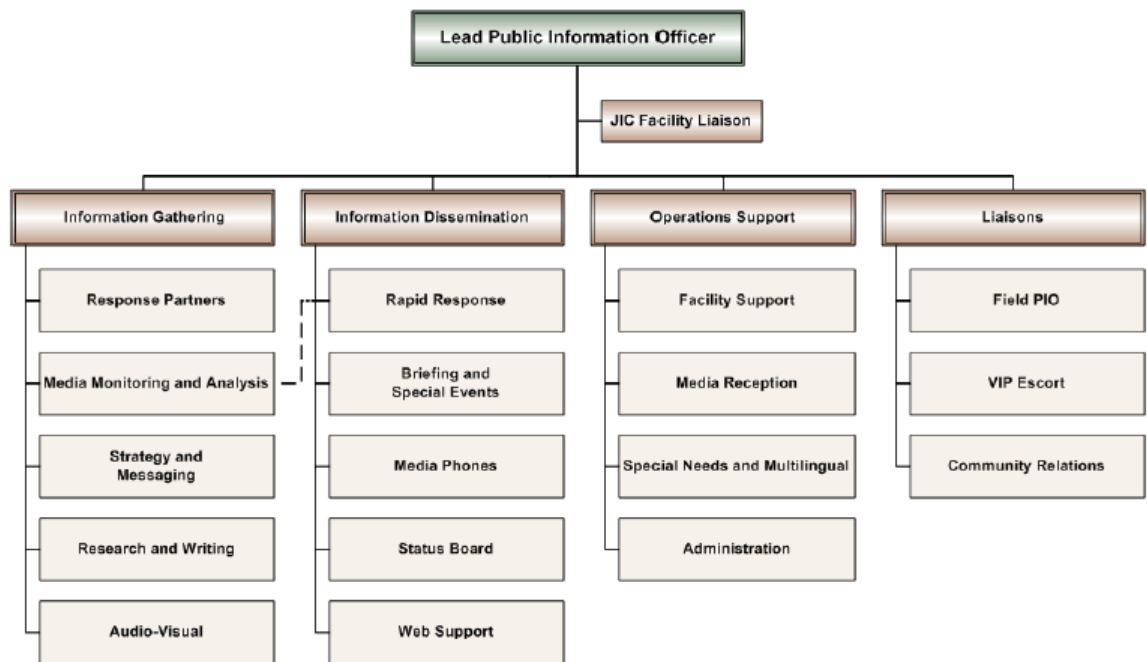 Lead Public Information Officer
JIC Facility Liaison
Information Gathering
Response Partners
Media Monitoring and Analysis
Strategy and
Messaging
Research and Writing
Audio-Visual
Information Dissemination
Rapid Response
Briefing and
Special Events
Media Phones
Status Board
Web Support
Operations Support
Facility Support
Media Reception
Special Needs and Multilingual
Administration
Liaisons
Field PIO
VIP Escort
Community Relations